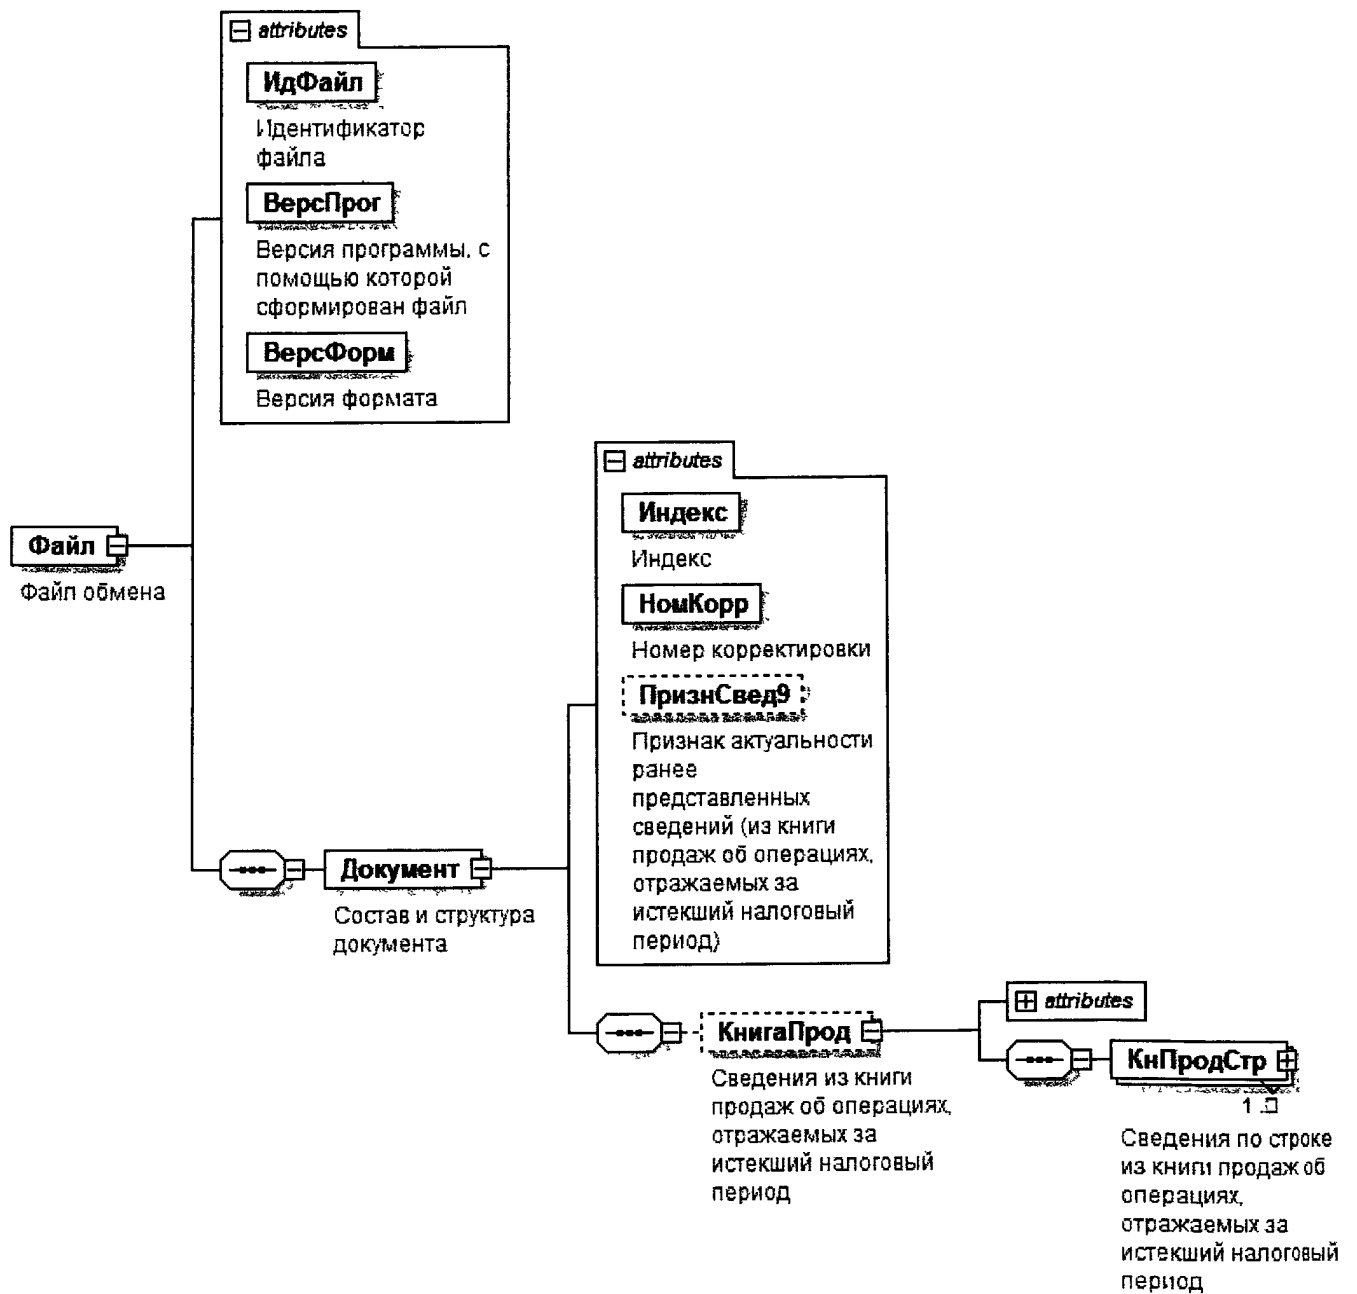 attributes
ИдФайл
Идентификатор
файла
ВерсПрог
Версия программы, с
помощью которой
сформирован файл
ВерсФорм
Версия формата
Файл
Файл обмена
attributes
Индекс
Индекс
НомКорр
Номер корректировки
ПризнСвед9
Признак актуальности
ранее
представленных
сведений (из книги
продаж об операциях,
отражаемых за
истекший налоговый
период)
Документ
Состав и структура
документа
КнигаПрод
Сведения из книги
продаж об операциях,
отражаемых за
истекший налоговый
период
attributes
КнПродСтр
Сведения по строке
из книги продаж об
операциях,
отражаемых за
истекший налоговый
период